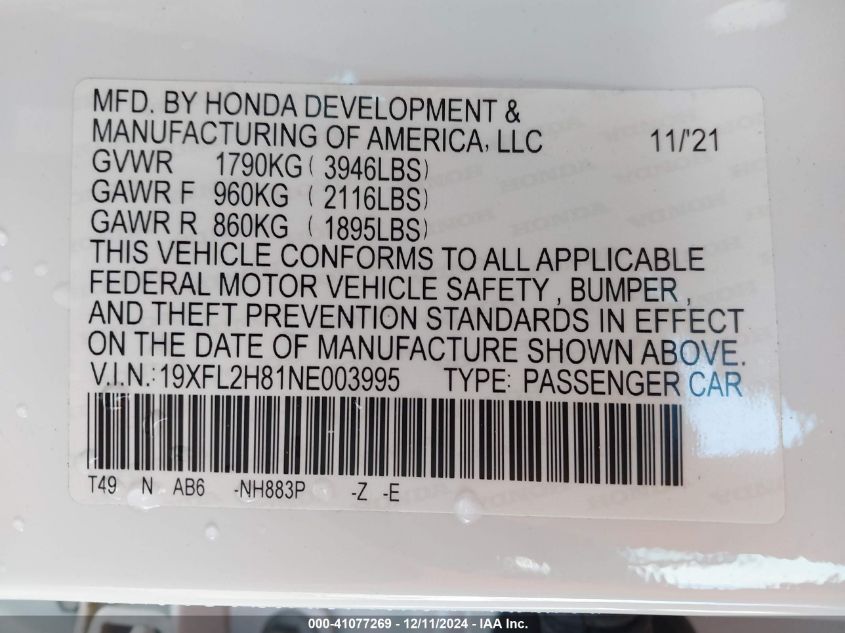 MFD. BY HONDA DEVELOPMENT &
MANUFACTURING OF AMERICA, LLC 11/'21
GVWR 1790KG ( 3946LBS)
GAWR F 960KG ( 2116LBS)
GAWR R 860KG ( 1895LBS)
THIS VEHICLE CONFORMS TO ALL APPLICABLE
FEDERAL MOTOR VEHICLE SAFETY , BUMPER ,
AND THEFT PREVENTION STANDARDS IN EFFECT
ON THE DATE OF MANUFACTURE SHOWN ABOVE.
V.I.N.:19XFL2H81NE003995 TYPE: PASSENGER CAR
T49 N AB6 -NH883P -Z -E
000-41077269 - 12/11/2024 - IAA Inc.